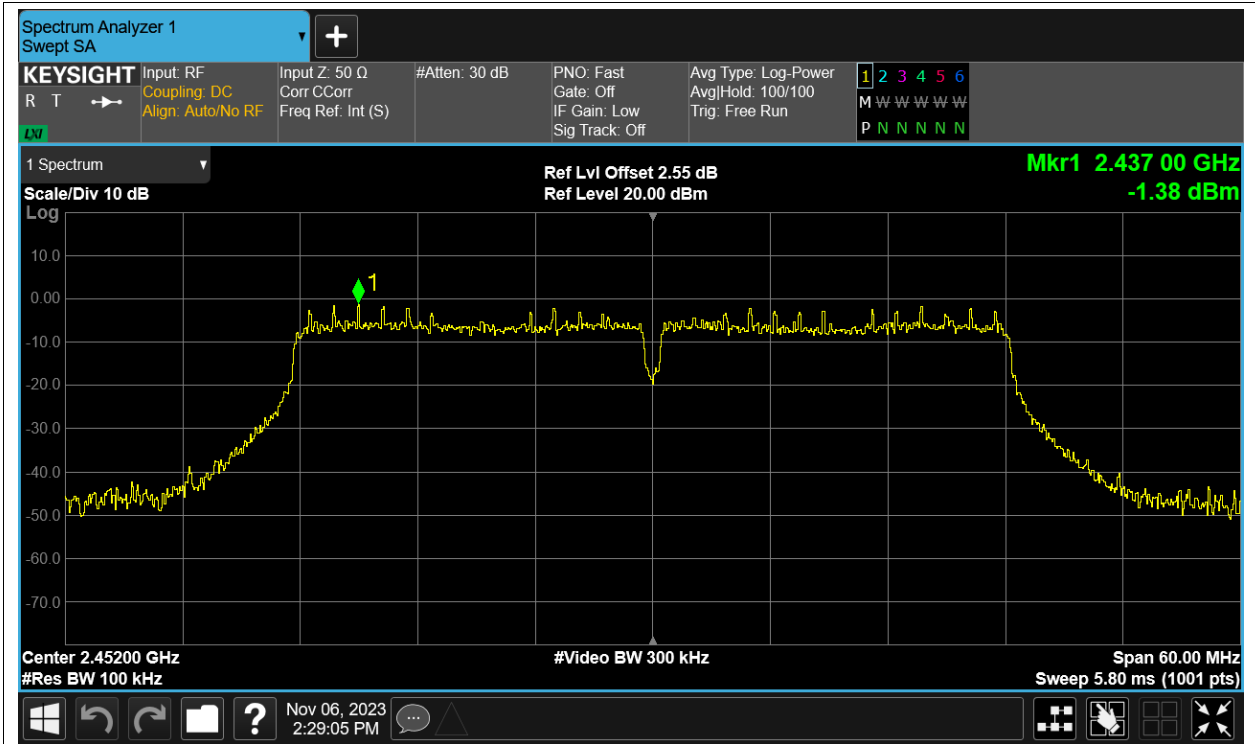 Spectrum Analyzer 1
Swept SA
KEYSIGHT
R T
LXI
Input: RF
Coupling: DC
Align: Auto/No RF
Input Z: 50 Ω
Corr CCorr
Freq Ref: Int (S)
#Atten: 30 dB
PNO: Fast
Gate: Off
IF Gain: Low
Sig Track: Off
Avg Type: Log-Power
Avg|Hold: 100/100
Trig: Free Run
1 2 3 4 5 6
M W W W W W
P N N N N N
1 Spectrum
Scale/Div 10 dB
Ref Lvl Offset 2.55 dB
Ref Level 20.00 dBm
Mkr1 2.437 00 GHz
-1.38 dBm
Log
10.0
0.00
-10.0
-20.0
-30.0
-40.0
-50.0
-60.0
-70.0
1
Center 2.45200 GHz
#Res BW 100 kHz
#Video BW 300 kHz
Span 60.00 MHz
Sweep 5.80 ms (1001 pts)
?
Nov 06, 2023
2:29:05 PM